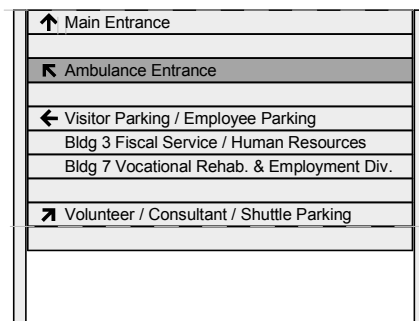 Main Entrance
Ambulance Entrance
Visitor Parking / Employee Parking
Bldg 3 Fiscal Service / Human Resources
Bldg 7 Vocational Rehab. & Employment Div.
Volunteer / Consultant / Shuttle Parking